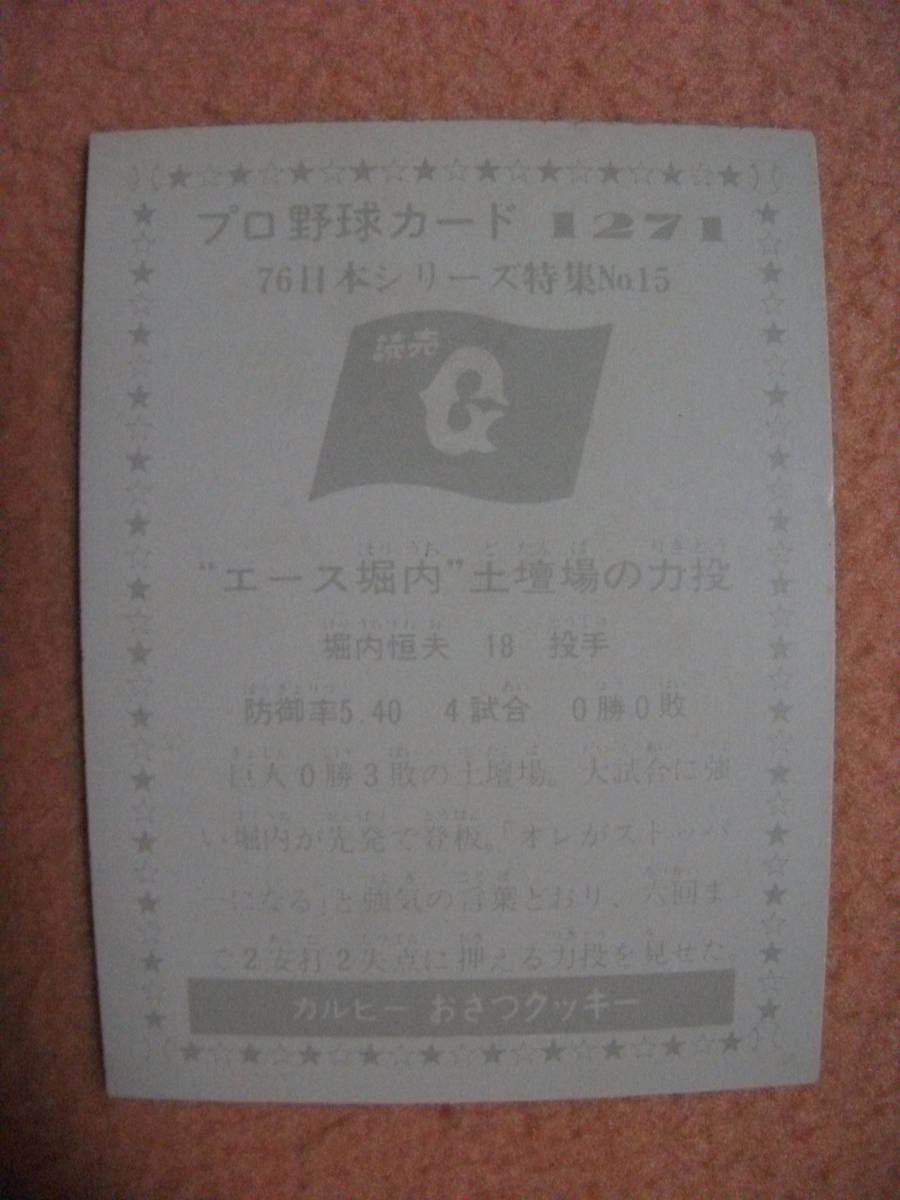 プロ野球カード 1271
76日本シリーズ特集No.15
読売
G
“エース堀内”土壇場の力投
堀内恒夫 18 投手
防御率5.40 4試合 0勝0敗
巨人0勝3敗の土壇場。大試合に強
い堀内が先発で登板。「オレがストッパ
ーになる」と強気の言葉どおり、六回ま
で2安打2失点に抑える力投を見せた。
カルビー おさつクッキー